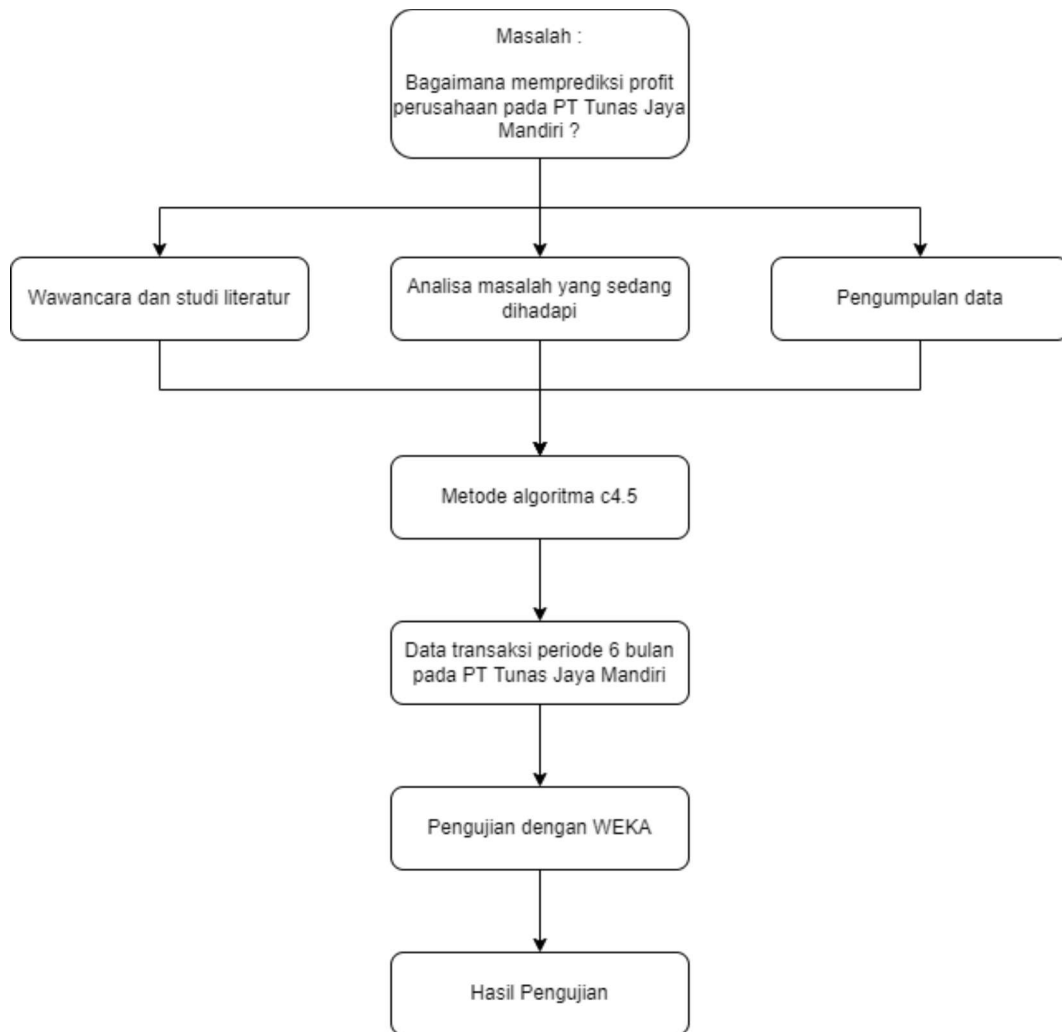 Masalah :
Bagaimana memprediksi profit
perusahaan pada PT Tunas Jaya
Mandiri ?
Wawancara dan studi literatur
Analisa masalah yang sedang
dihadapi
Pengumpulan data
Metode algoritma c4.5
Data transaksi periode 6 bulan
pada PT Tunas Jaya Mandiri
Pengujian dengan WEKA
Hasil Pengujian